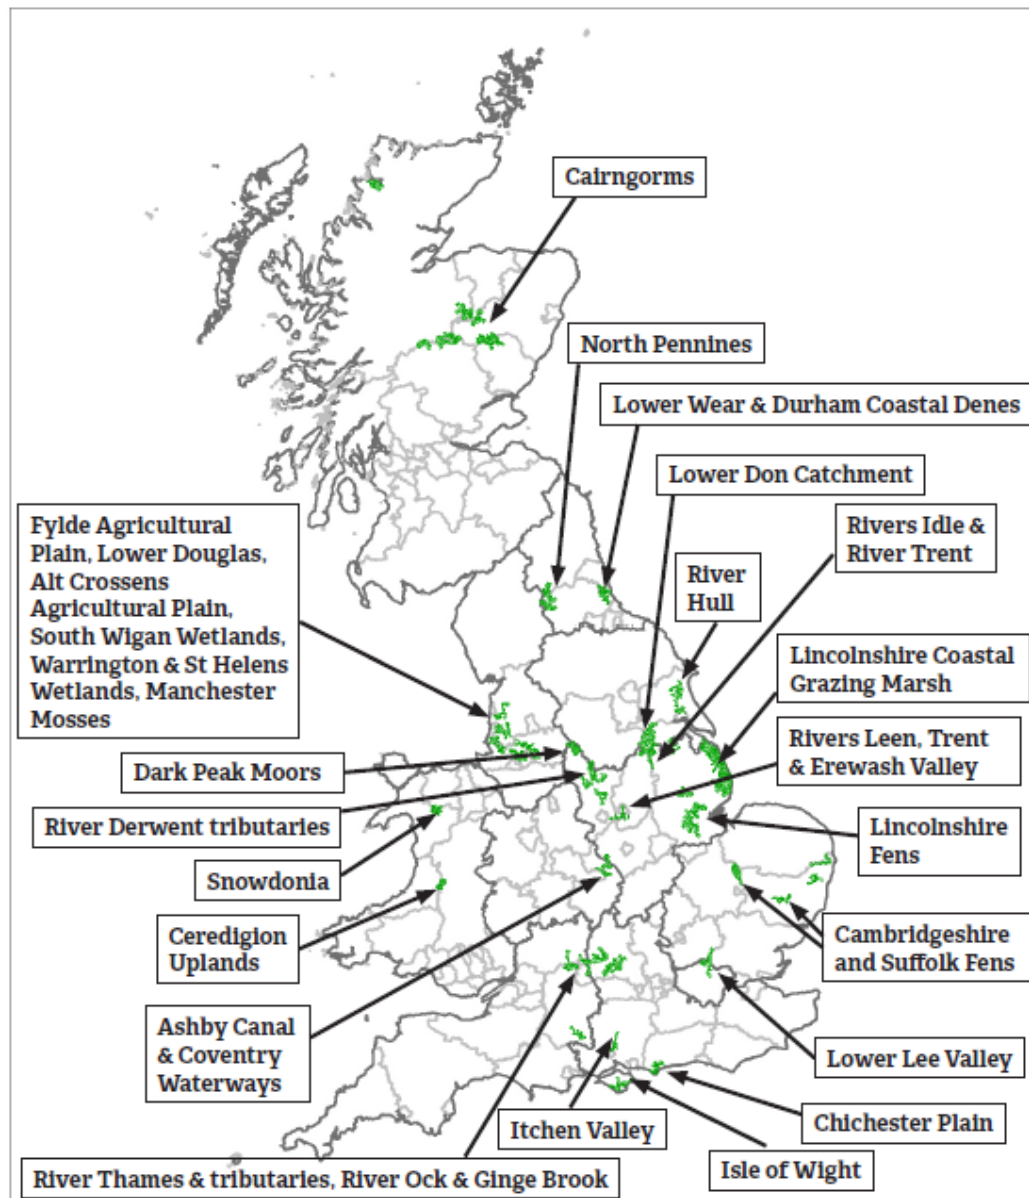 Cairngorms
North Pennines
Lower Wear & Durham Coastal Denes
Lower Don Catchment
Rivers Idle &
River Trent
River
Hull
Lincolnshire Coastal
Grazing Marsh
Rivers Leen, Trent
& Erewash Valley
Lincolnshire
Fens
Cambridgeshire
and Suffolk Fens
Lower Lee Valley
Chichester Plain
Isle of Wight
Itchen Valley
River Thames & tributaries, River Ock & Ginge Brook
Ashby Canal
& Coventry
Waterways
Ceredigion
Uplands
Snowdonia
River Derwent tributaries
Dark Peak Moors
Fylde Agricultural
Plain, Lower Douglas,
Alt Crossens
Agricultural Plain,
South Wigan Wetlands,
Warrington & St Helens
Wetlands, Manchester
Mosses